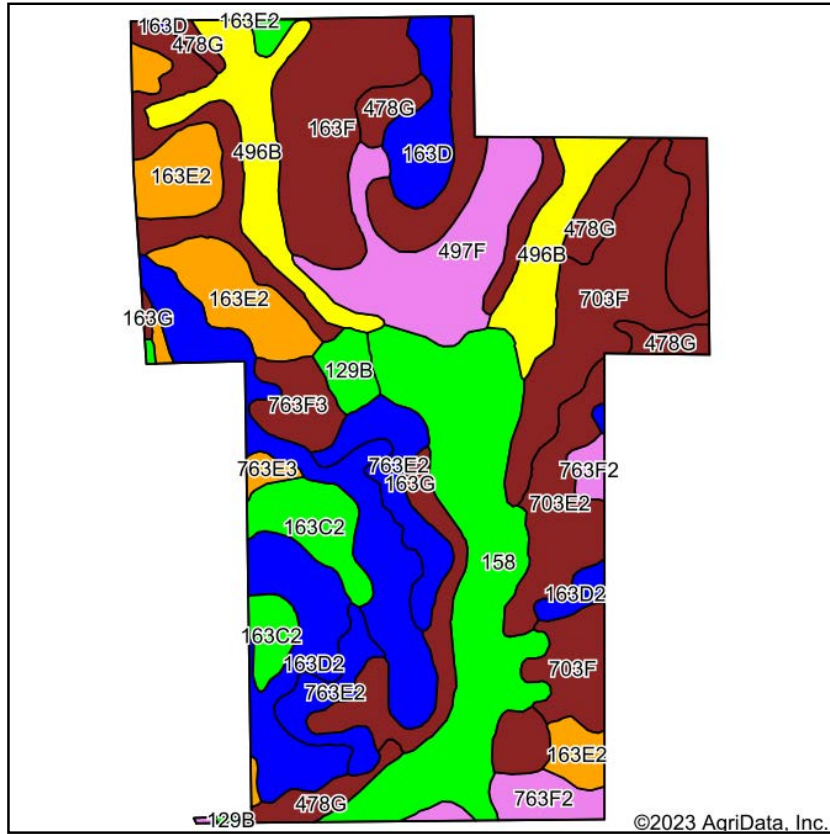 163D
163E2
478G
478G
163F
496B
163D
163E2
478G
497F
496B
163E2
703F
163G
478G
129B
763F3
763E2
763E3
763F2
163G
703E2
163C2
158
163D2
163C2
163D2
703F
763E2
163E2
478G
763F2
129B
©2023 AgriData, Inc.